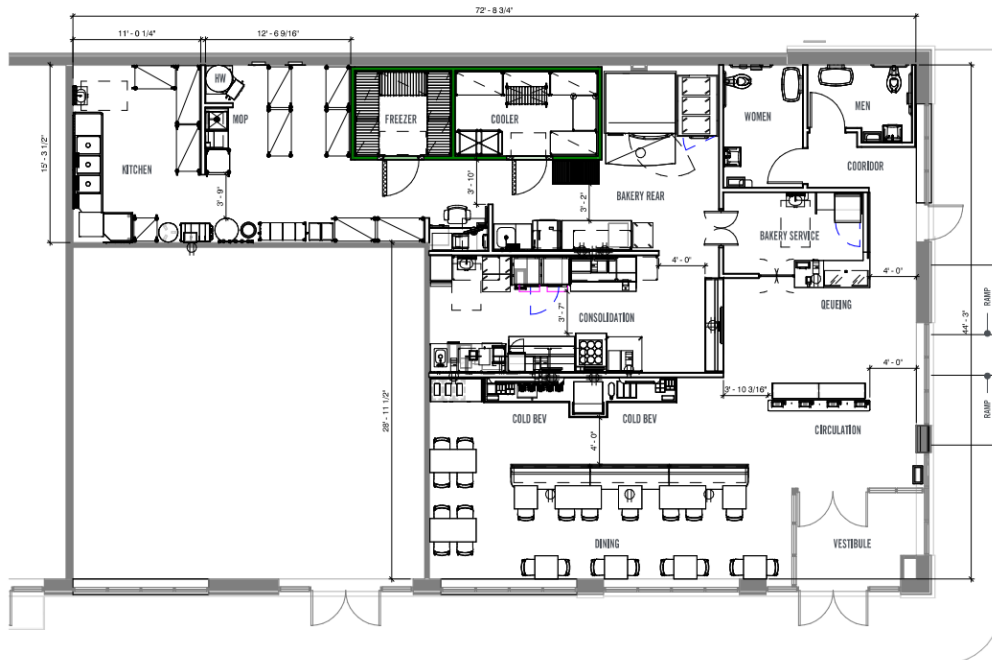 72' - 8 3/4"
11' - 0 1/4"
12' - 6 9/16"
HW
MOP
FREEZER
COOLER
WOMEN
MEN
15' - 3 1/2"
KITCHEN
CORRIDOR
3' - 10"
3' - 9"
3' - 2"
BAKERY REAR
BAKERY SERVICE
4' - 0"
4' - 0"
QUEUING
RAMP
44' - 3"
3' - 7"
CONSOLIDATION
4' - 0"
3' - 10 3/16"
RAMP
28' - 11 1/2"
COLD BEV
COLD BEV
4' - 0"
CIRCULATION
DINING
VESTIBULE